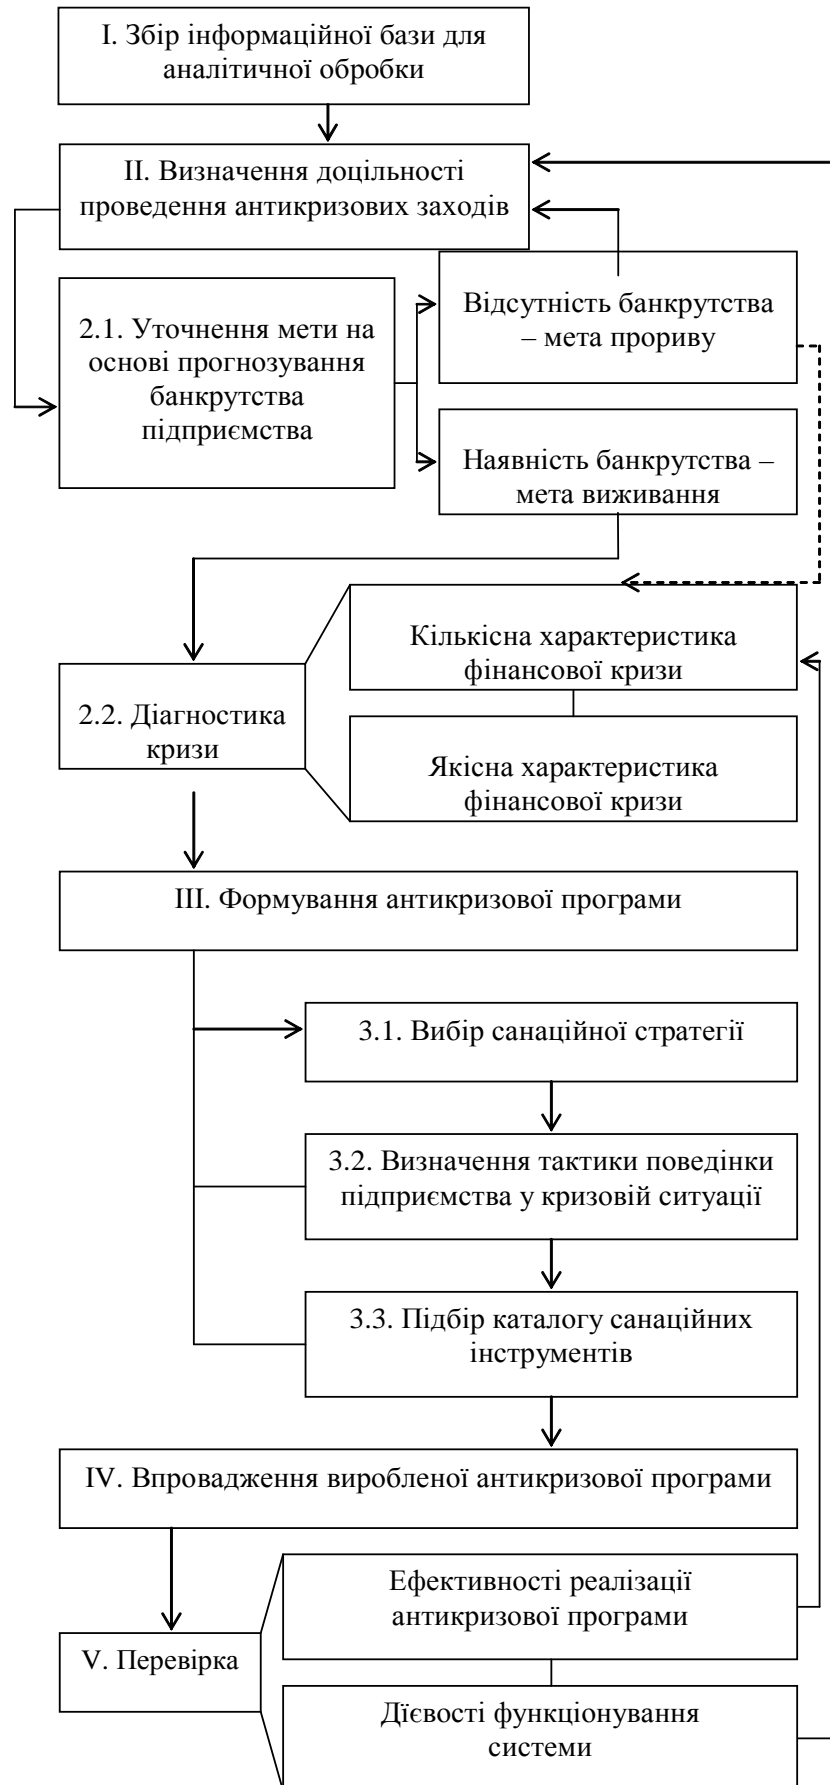 I. Збір інформаційної бази для
аналітичної обробки
II. Визначення доцільності
проведення антикризових заходів
2.1. Уточнення мети на
основі прогнозування
банкрутства
підприємства
Відсутність банкрутства
– мета прориву
Наявність банкрутства –
мета виживання
2.2. Діагностика
кризи
Кількісна характеристика
фінансової кризи
Якісна характеристика
фінансової кризи
III. Формування антикризової програми
3.1. Вибір санаційної стратегії
3.2. Визначення тактики поведінки
підприємства у кризовій ситуації
3.3. Підбір каталогу санаційних
інструментів
IV. Впровадження виробленої антикризової програми
V. Перевірка
Ефективності реалізації
антикризової програми
Дїєвості функціонування
системи